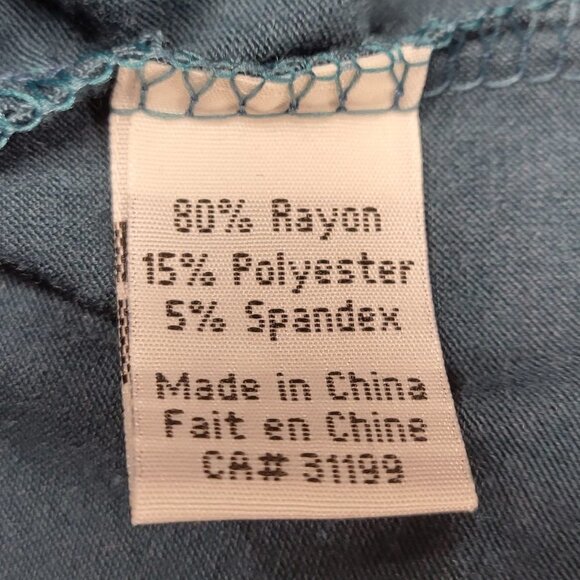 80% Rayon
15% Polyester
5% Spandex
Made in China
Fait en Chine
CA# 31199